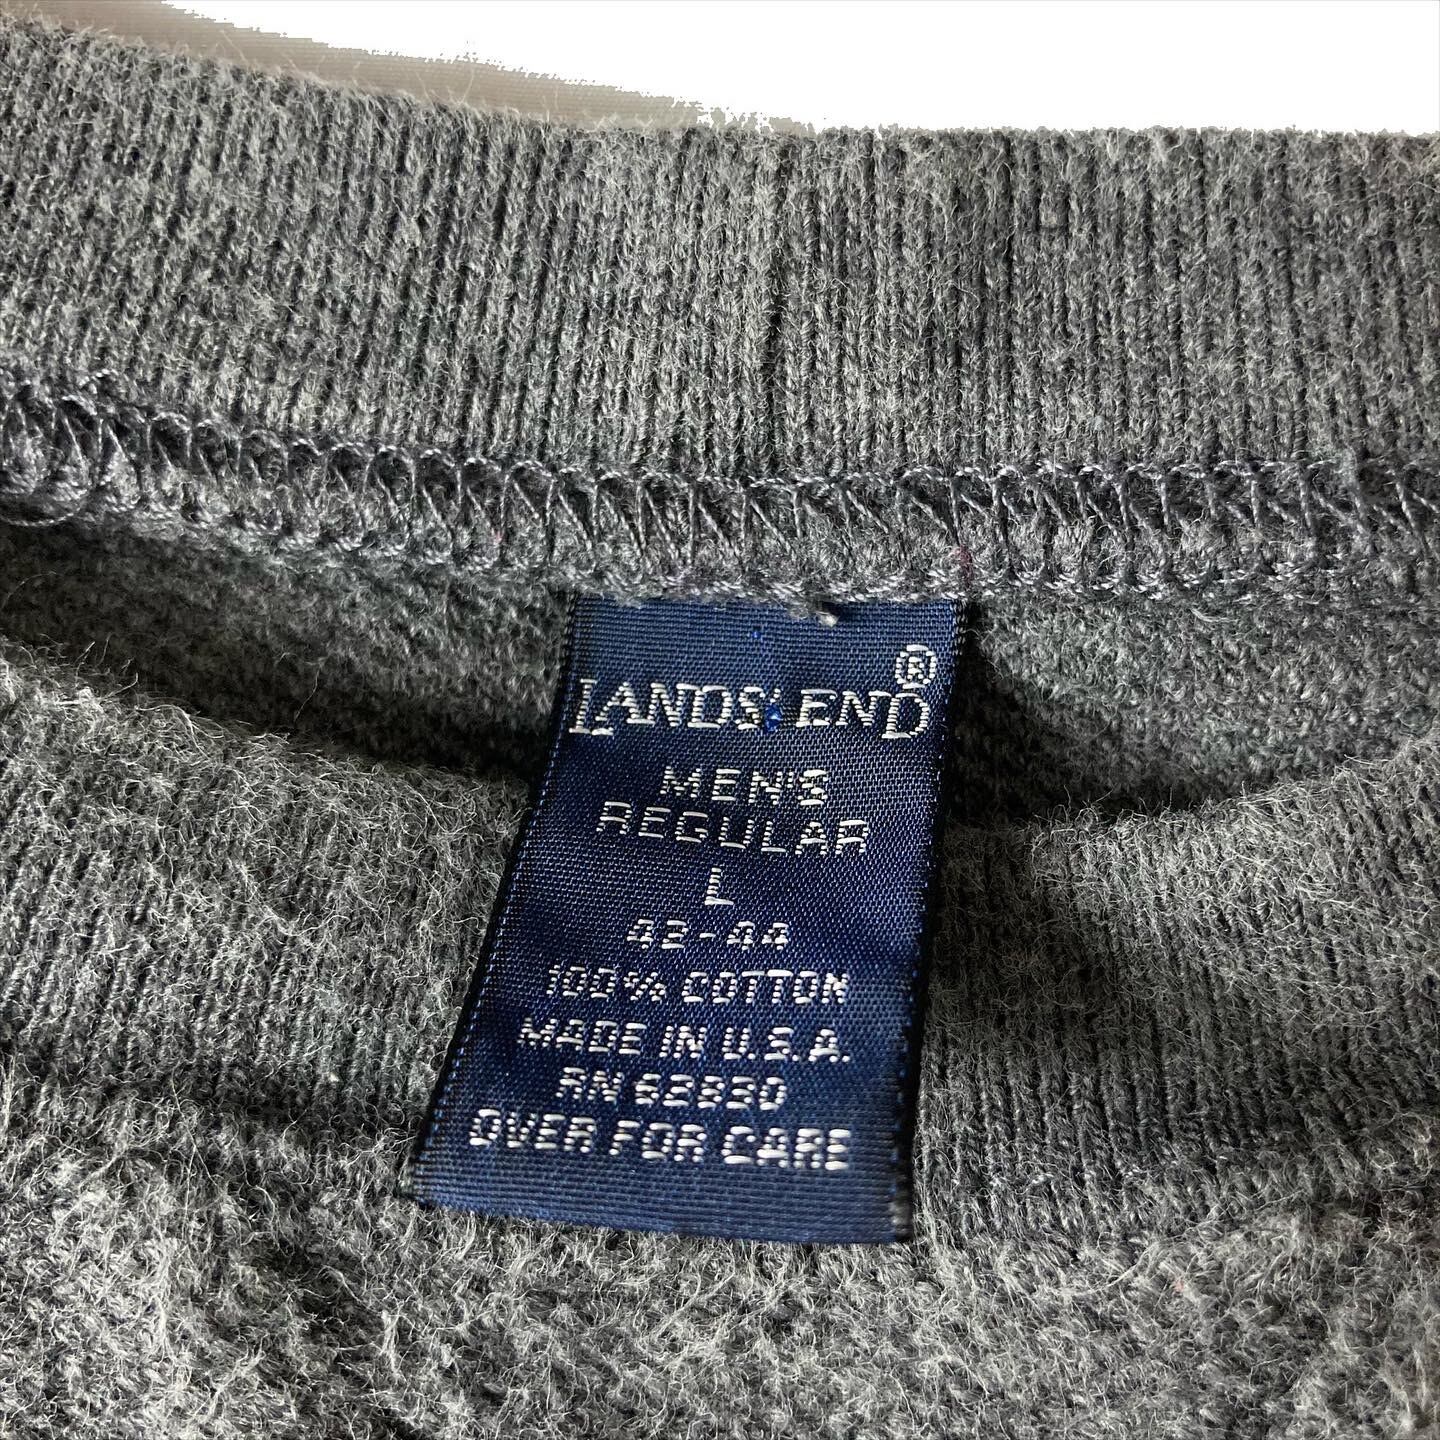 LANDS' END®
MEN'S
REGULAR
L
42-44
100% COTTON
MADE IN U.S.A.
RN 63830
OVER FOR CARE